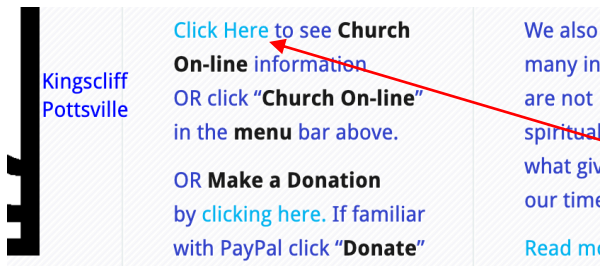 Kingscliff
Pottsville
Click Here to see Church
On-line information
OR click “Church On-line”
in the menu bar above.
OR Make a Donation
by clicking here. If familiar
with PayPal click “Donate”
We also
many in
are not
spiritual
what giv
our time
Read mo